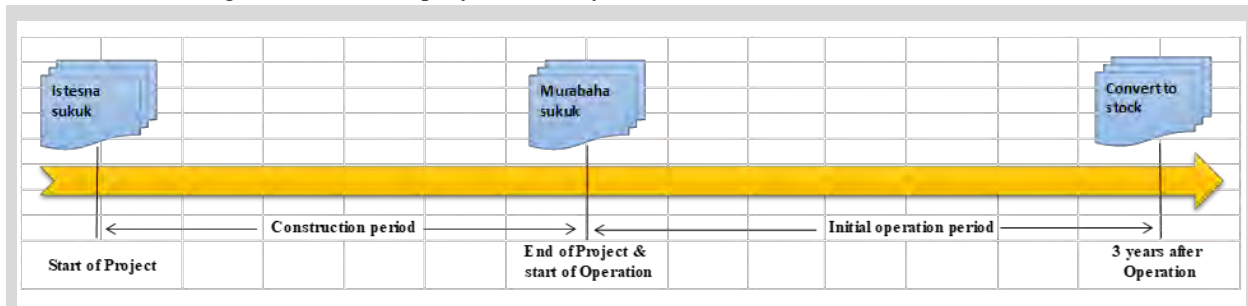 Istesna
sukuk
Murabaha
sukuk
Convert to
stock
Construction period
Initial operation period
Start of Project
End of Project &
start of Operation
3 years after
Operation